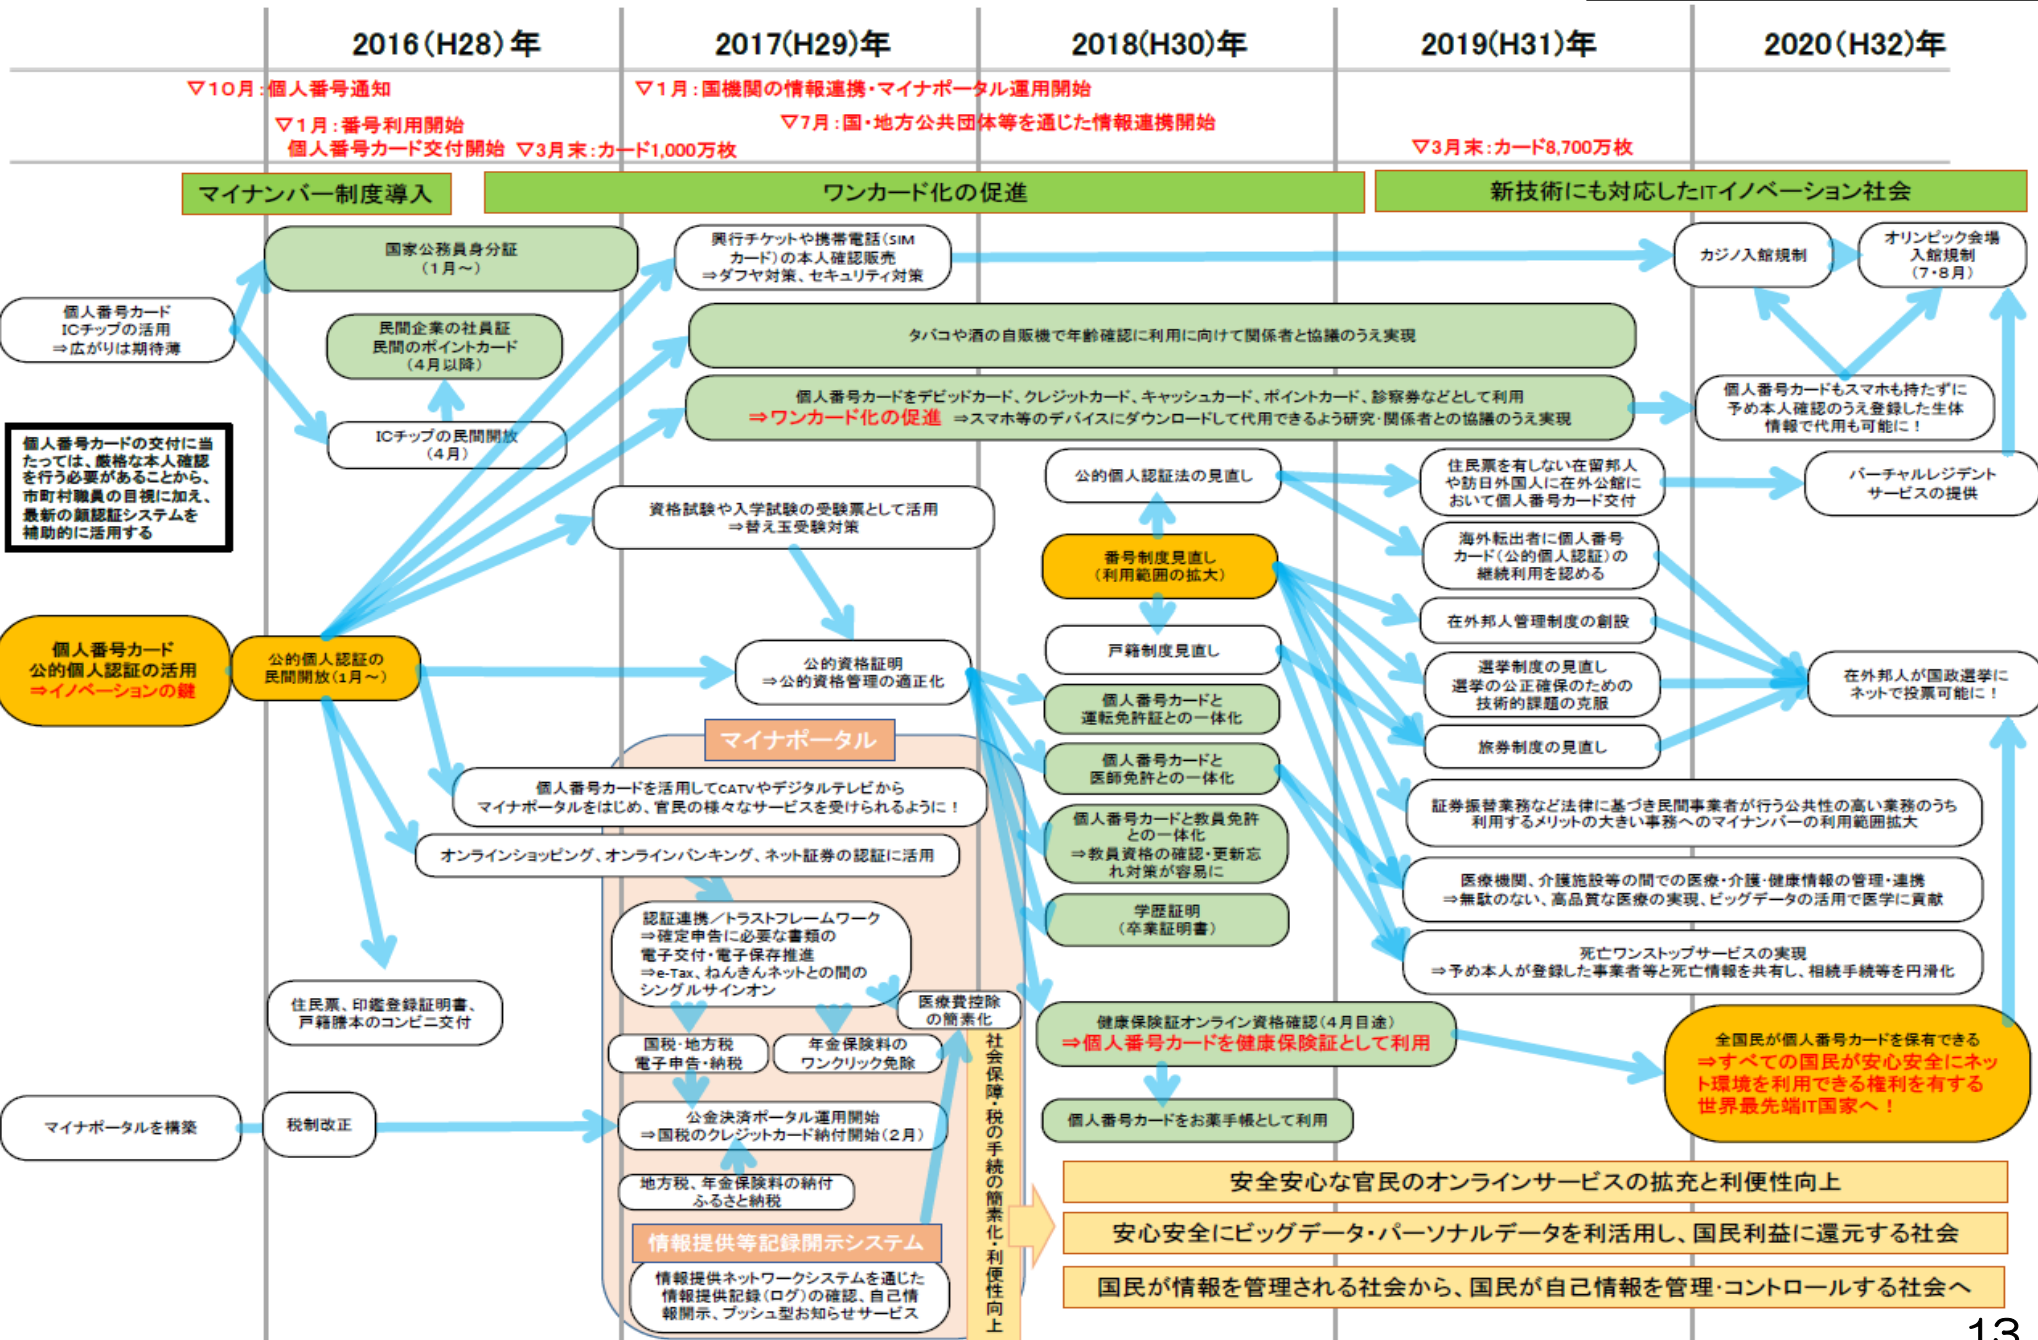 2016(H28)年
2017(H29)年
2018(H30)年
2019(H31)年
2020(H32)年
▽10月:個人番号通知
▽1月:国機関の情報連携・マイナポータル運用開始
▽1月:番号利用開始
個人番号カード交付開始
▽7月:国・地方公共団体等を通じた情報連携開始
▽3月末:カード1,000万枚
▽3月末:カード8,700万枚
マイナンバー制度導入
ワンカード化の促進
新技術にも対応したITイノベーション社会
国家公務員身分証
(1月～)
興行チケットや携帯電話(SIM
カード)の本人確認販売
⇒ダフヤ対策、セキュリティ対策
カジノ入館規制
オリンピック会場
入館規制
(7・8月)
個人番号カード
ICチップの活用
⇒広がりは期待薄
民間企業の社員証
民間のポイントカード
(4月以降)
タバコや酒の自販機で年齢確認に利用に向けて関係者と協議のうえ実現
個人番号カードをデビッドカード、クレジットカード、キャッシュカード、ポイントカード、診察券などとして利用
⇒ワンカード化の促進 ⇒スマホ等のデバイスにダウンロードして代用できるよう研究・関係者との協議のうえ実現
個人番号カードもスマホも持たずに
予め本人確認のうえ登録した生体
情報で代用も可能に!
ICチップの民間開放
(4月)
個人番号カードの交付に当
たっては、厳格な本人確認
を行う必要があることから、
市町村職員の目視に加え、
最新の顔認証システムを
補助的に活用する
公的個人認証法の見直し
住民票を有しない在留邦人
や訪日外国人に在外公館に
おいて個人番号カード交付
バーチャルレジデント
サービスの提供
資格試験や入学試験の受験票として活用
⇒替え玉受験対策
番号制度見直し
(利用範囲の拡大)
海外転出者に個人番号
カード(公的個人認証)の
継続利用を認める
個人番号カード
公的個人認証の活用
⇒イノベーションの鍵
公的個人認証の
民間開放(1月～)
公的資格証明
⇒公的資格管理の適正化
戸籍制度見直し
在外邦人管理制度の創設
選挙制度の見直し
選挙の公正確保のための
技術的課題の克服
在外邦人が国政選挙に
ネットで投票可能に!
個人番号カードと
運転免許証との一体化
旅券制度の見直し
マイナポータル
個人番号カードを活用してCATVやデジタルテレビから
マイナポータルをはじめ、官民の様々なサービスを受けられるように!
個人番号カードと
医師免許との一体化
証券振替業務など法律に基づき民間事業者が行う公共性の高い業務のうち
利用するメリットの大きい事務へのマイナンバーの利用範囲拡大
オンラインショッピング、オンラインバンキング、ネット証券の認証に活用
個人番号カードと教員免許
との一体化
⇒教員資格の確認・更新忘
れ対策が容易に
医療機関、介護施設等の間での医療・介護・健康情報の管理・連携
⇒無駄のない、高品質な医療の実現、ビッグデータの活用で医学に貢献
認証連携/トラストフレームワーク
⇒確定申告に必要な書類の
電子交付・電子保存推進
⇒e-Tax、ねんきんネットとの間の
シングルサインオン
学歴証明
(卒業証明書)
死亡ワンストップサービスの実現
⇒予め本人が登録した事業者等と死亡情報を共有し、相続手続等を円滑化
住民票、印鑑登録証明書、
戸籍謄本のコンビニ交付
医療費控除
の簡素化
国税・地方税
電子申告・納税
年金保険料の
ワンクリック免除
健康保険証オンライン資格確認(4月目途)
⇒個人番号カードを健康保険証として利用
全国民が個人番号カードを保有できる
⇒すべての国民が安心安全にネッ
ト環境を利用できる権利を有する
世界最先端IT国家へ!
マイナポータルを構築
税制改正
公金決済ポータル運用開始
⇒国税のクレジットカード納付開始(2月)
個人番号カードをお薬手帳として利用
地方税、年金保険料の納付
ふるさと納税
社会保障・税の手続の簡素化・利便性向上
情報提供等記録開示システム
情報提供ネットワークシステムを通じた
情報提供記録(ログ)の確認、自己情
報開示、プッシュ型お知らせサービス
安全安心な官民のオンラインサービスの拡充と利便性向上
安心安全にビッグデータ・パーソナルデータを利活用し、国民利益に還元する社会
国民が情報を管理される社会から、国民が自己情報を管理・コントロールする社会へ
13